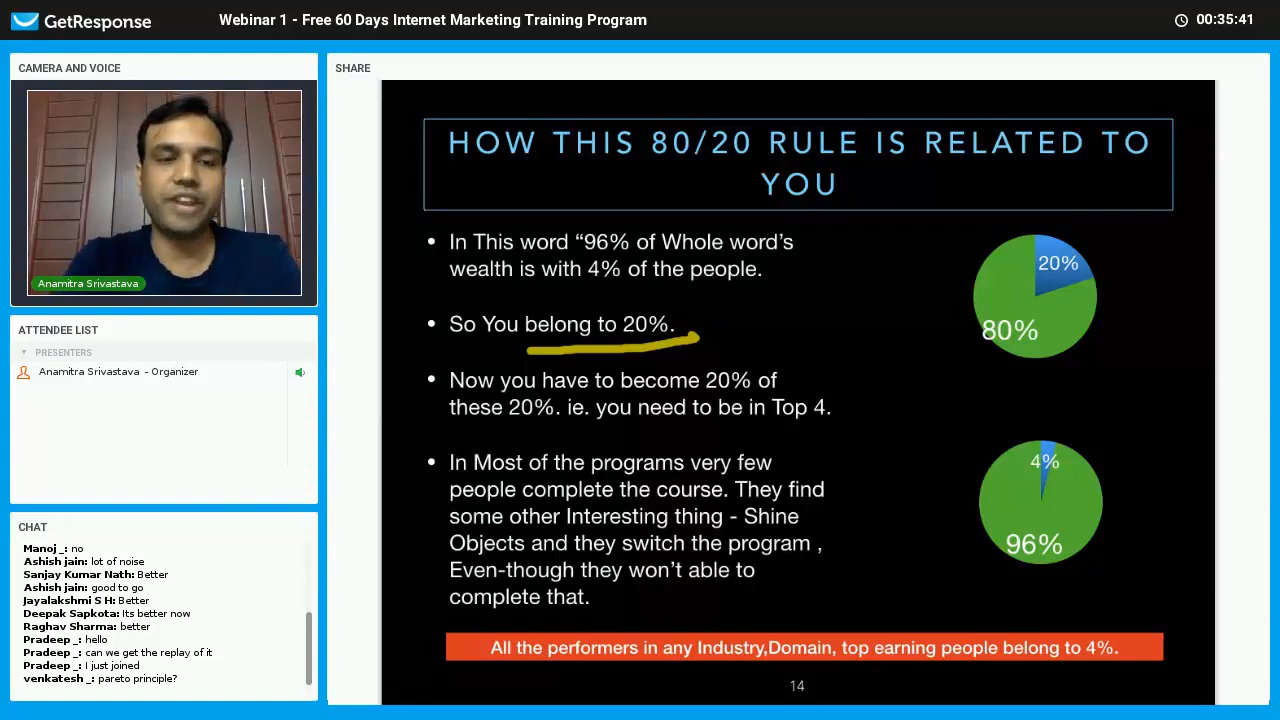 GetResponse
Webinar 1 - Free 60 Days Internet Marketing Training Program
00:35:41
CAMERA AND VOICE
Anamitra Srivastava
ATTENDEE LIST
PRESENTERS
Anamitra Srivastava - Organizer
CHAT
Manoj _: no
Ashish jain: lot of noise
Sanjay Kumar Nath: Better
Ashish jain: good to go
Jayalakshmi S H: Better
Deepak Sapkota: Its better now
Raghav Sharma: better
Pradeep _: hello
Pradeep _: can we get the replay of it
Pradeep _: I just joined
venkatesh _: pareto principle?
SHARE
HOW THIS 80/20 RULE IS RELATED TO
YOU
• In This word “96% of Whole word’s
wealth is with 4% of the people.
• So You belong to 20%.
• Now you have to become 20% of
these 20%. ie. you need to be in Top 4.
• In Most of the programs very few
people complete the course. They find
some other Interesting thing - Shine
Objects and they switch the program ,
Even-though they won’t able to
complete that.
20%
80%
4%
96%
All the performers in any Industry,Domain, top earning people belong to 4%.
14